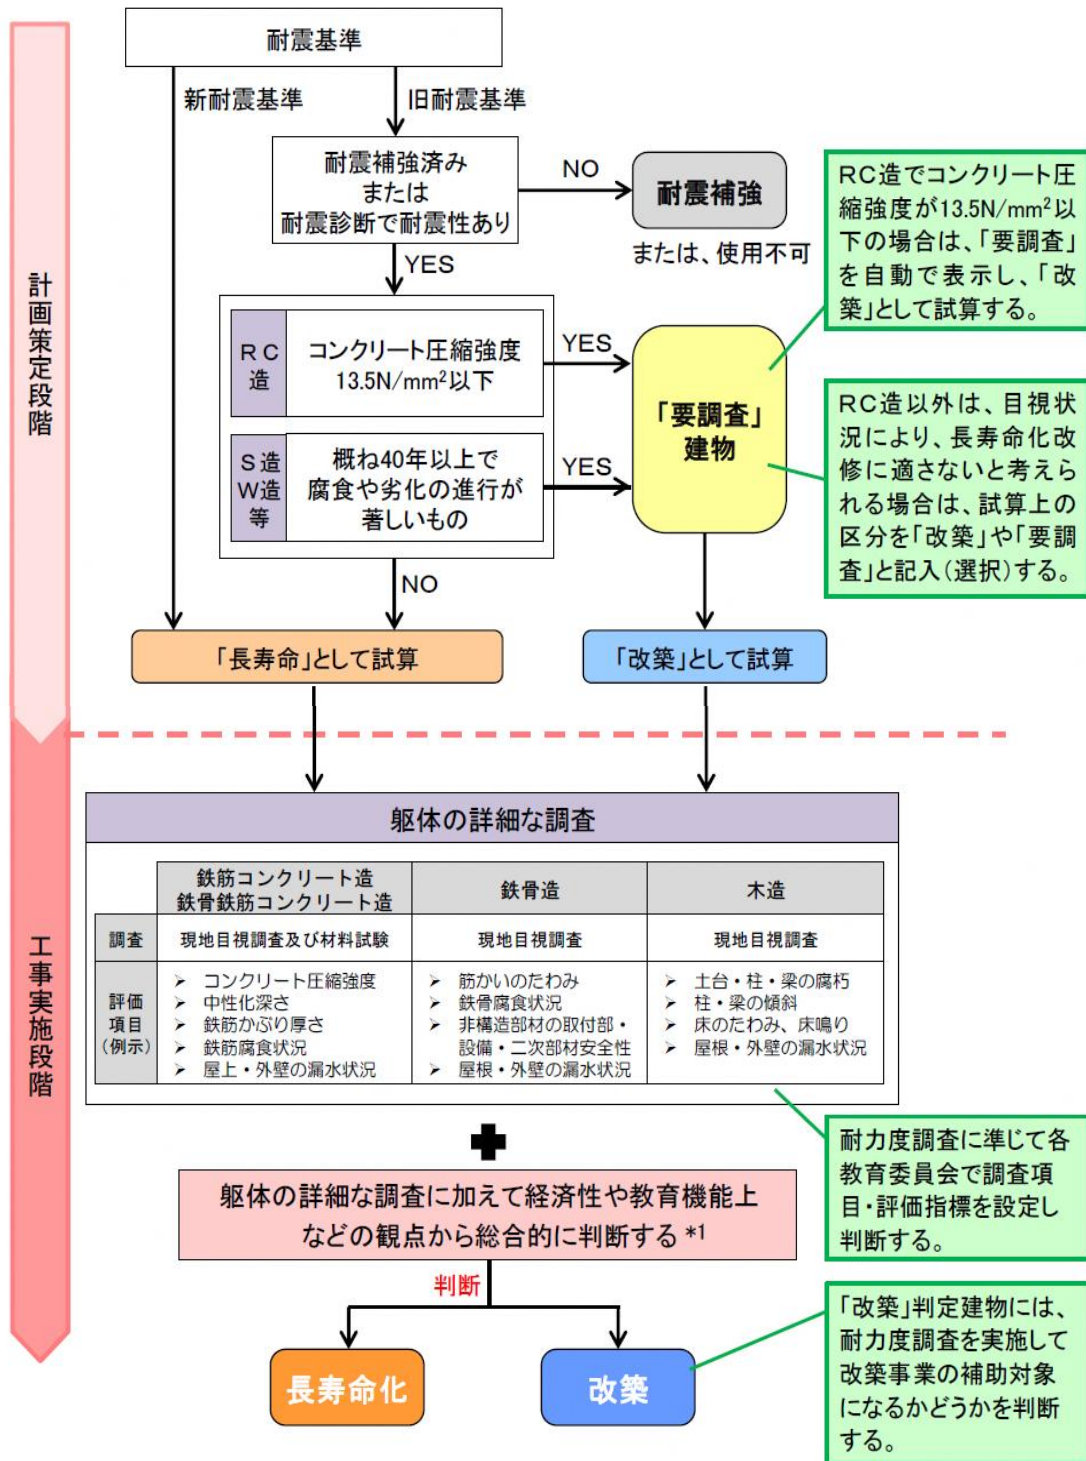 耐震基準
新耐震基準
旧耐震基準
耐震補強済み
または
耐震診断で耐震性あり
NO
耐震補強
または、使用不可
YES
RC造でコンクリート圧
縮強度が13.5N/mm²以
下の場合は、「要調査」
を自動で表示し、「改
築」として試算する。
計画策定段階
RC
造
コンクリート圧縮強度
13.5N/mm²以下
YES
S造
W造
等
概ね40年以上で
腐食や劣化の進行が
著しいもの
YES
「要調査」
建物
RC造以外は、目視状
況により、長寿命化改
修に適さないと考えら
れる場合は、試算上の
区分を「改築」や「要調
査」と記入(選択)する。
NO
「長寿命」として試算
「改築」として試算
工事実施段階
躯体の詳細な調査
鉄筋コンクリート造
鉄骨鉄筋コンクリート造
鉄骨造
木造
調査
現地目視調査及び材料試験
現地目視調査
現地目視調査
評価
項目
(例示)
➢ コンクリート圧縮強度
➢ 中性化深さ
➢ 鉄筋かぶり厚さ
➢ 鉄筋腐食状況
➢ 屋上・外壁の漏水状況
➢ 筋かいのたわみ
➢ 鉄骨腐食状況
➢ 非構造部材の取付部・
設備・二次部材安全性
➢ 屋根・外壁の漏水状況
➢ 土台・柱・梁の腐朽
➢ 柱・梁の傾斜
➢ 床のたわみ、床鳴り
➢ 屋根・外壁の漏水状況
耐力度調査に準じて各
教育委員会で調査項
目・評価指標を設定し
判断する。
躯体の詳細な調査に加えて経済性や教育機能上
などの観点から総合的に判断する *1
判断
長寿命化
改築
「改築」判定建物には、
耐力度調査を実施して
改築事業の補助対象
になるかどうかを判断
する。